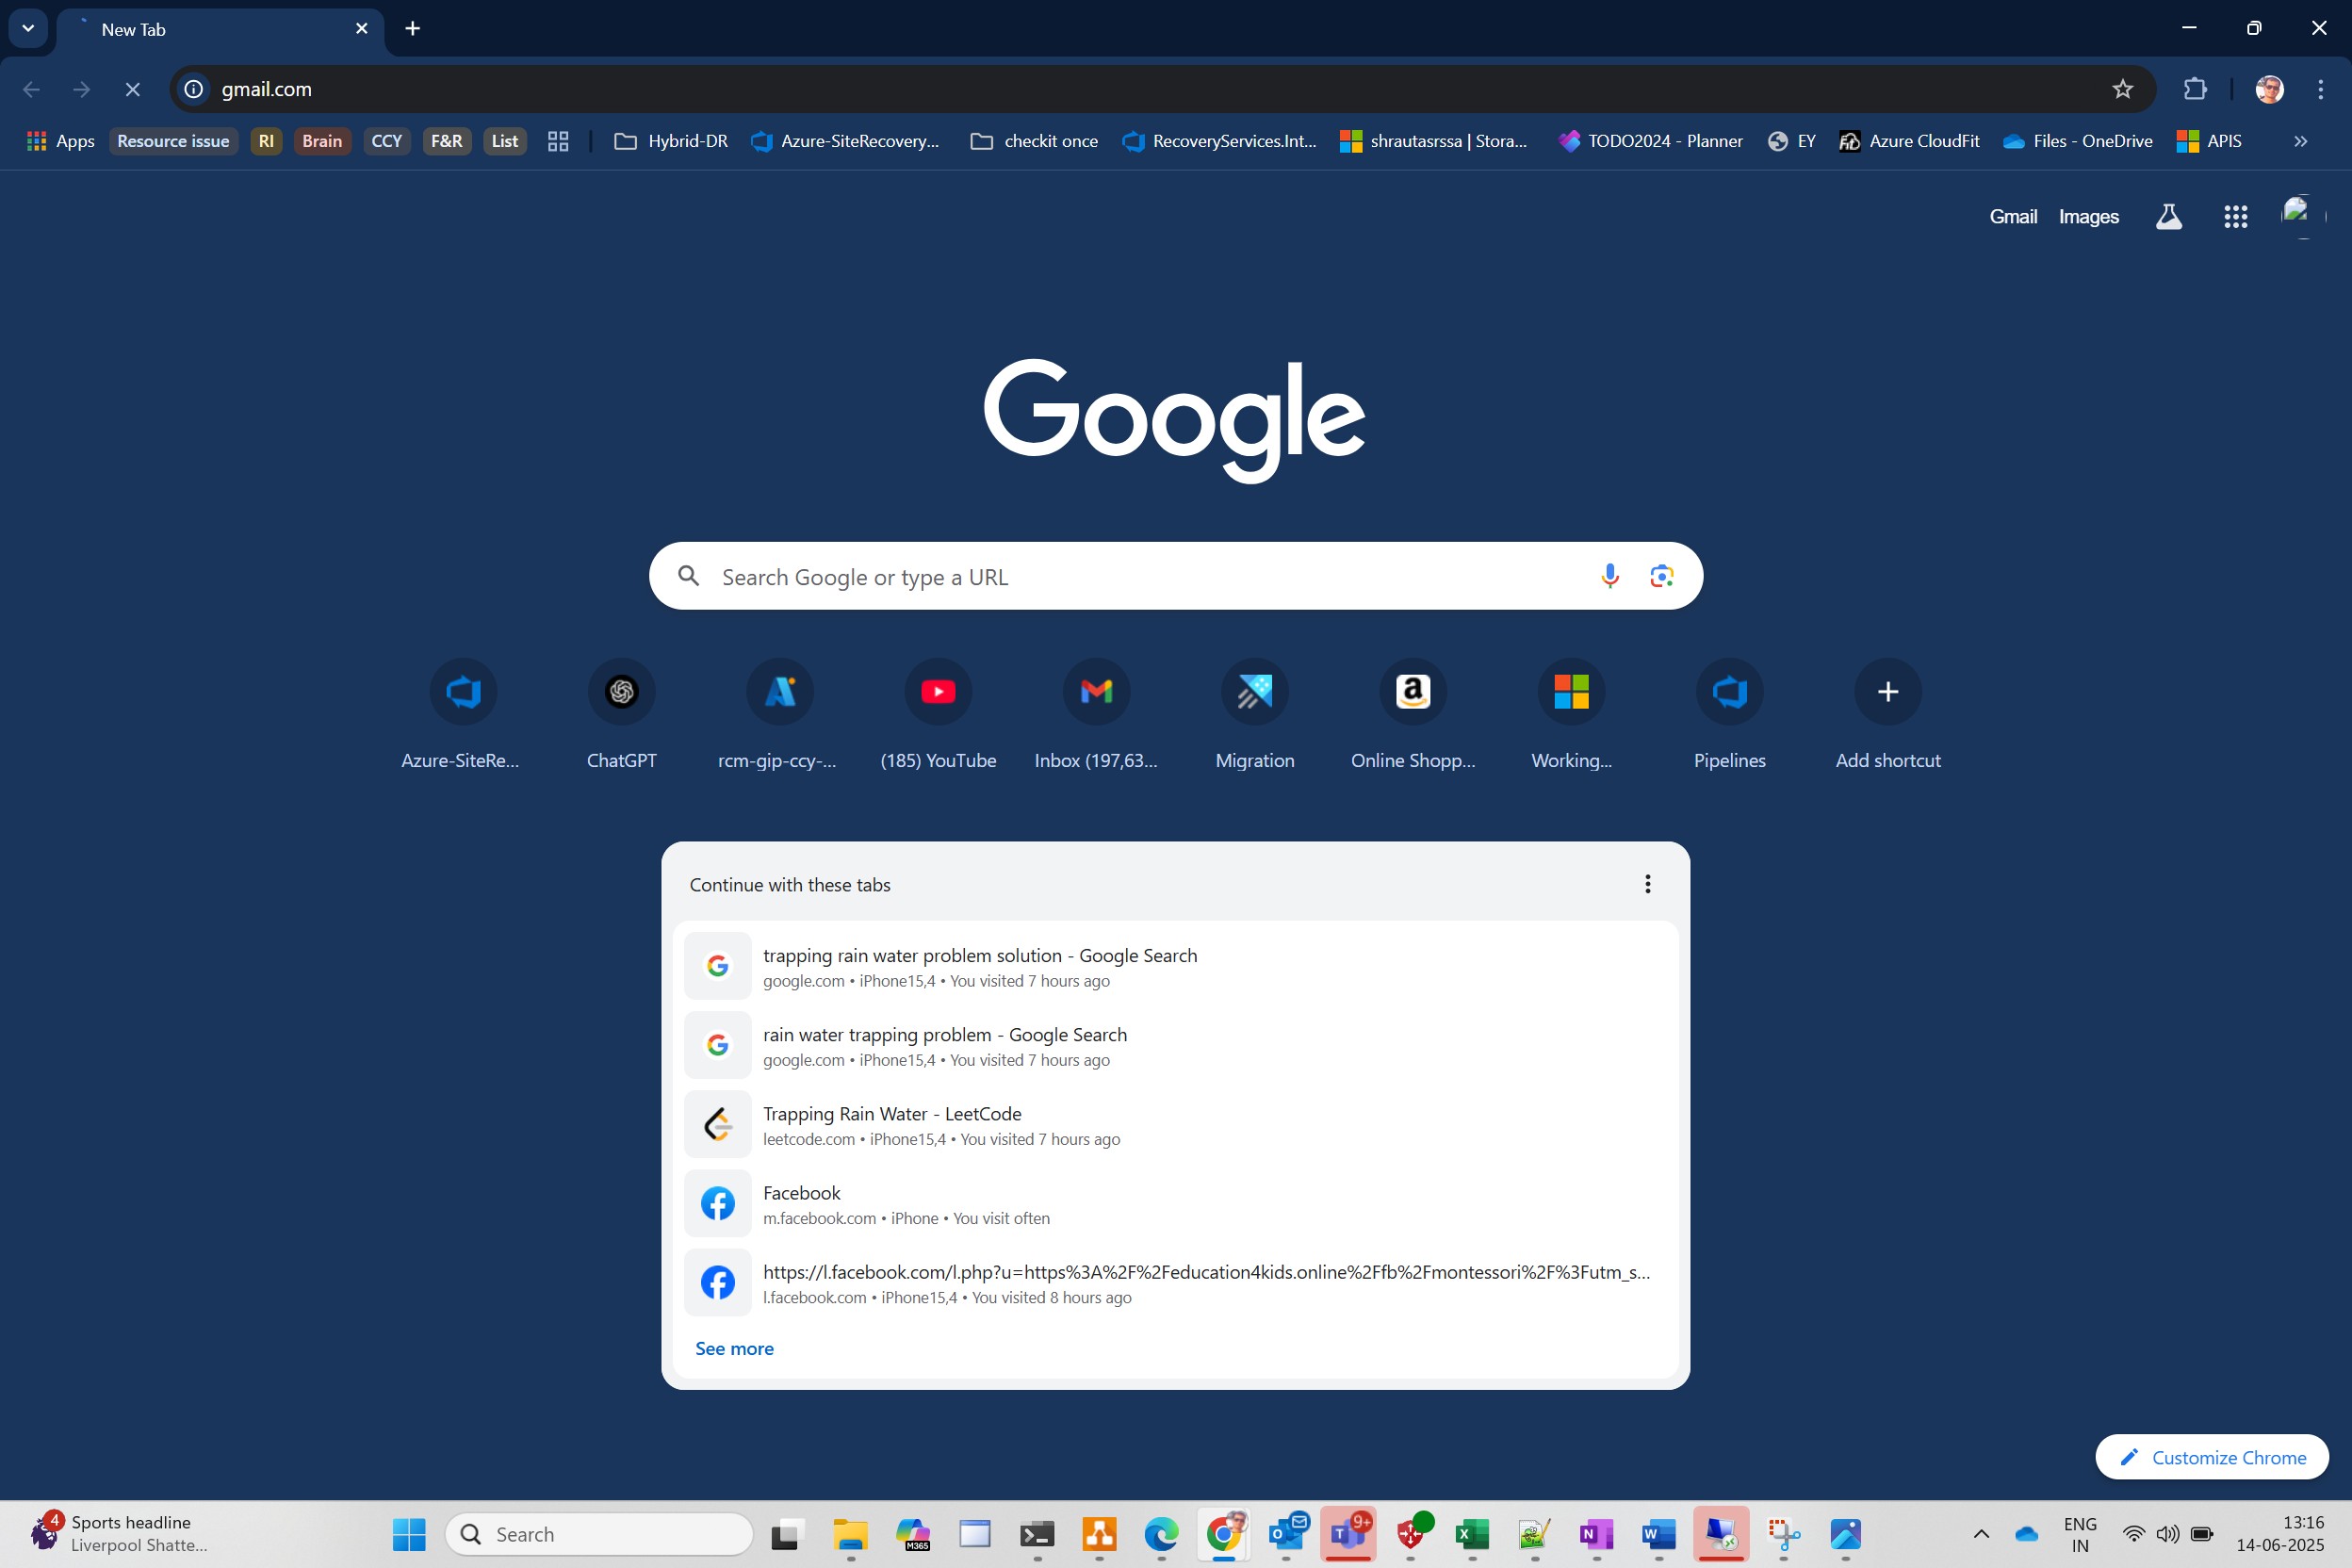 New Tab
gmail.com
Apps Resource issue RI Brain CCY F&R List Hybrid-DR Azure-SiteRecovery... checkit once RecoveryServices.Int... shrautasrssa | Stora... TODO2024 - Planner EY Azure CloudFit Files - OneDrive APIS
Gmail Images
Google
Search Google or type a URL
Azure-SiteRe... ChatGPT rcm-gip-ccy-... (185) YouTube Inbox (197,63... Migration Online Shopp... Working... Pipelines Add shortcut
Continue with these tabs
trapping rain water problem solution - Google Search
google.com • iPhone15,4 • You visited 7 hours ago
rain water trapping problem - Google Search
google.com • iPhone15,4 • You visited 7 hours ago
Trapping Rain Water - LeetCode
leetcode.com • iPhone15,4 • You visited 7 hours ago
Facebook
m.facebook.com • iPhone • You visit often
https://l.facebook.com/l.php?u=https%3A%2F%2Feducation4kids.online%2Ffb%2Fmontessori%2F%3Futm_s...
l.facebook.com • iPhone15,4 • You visited 8 hours ago
See more
Customize Chrome
4 Sports headline
Liverpool Shatte...
Search
M365
9+
ENG
IN
13:16
14-06-2025